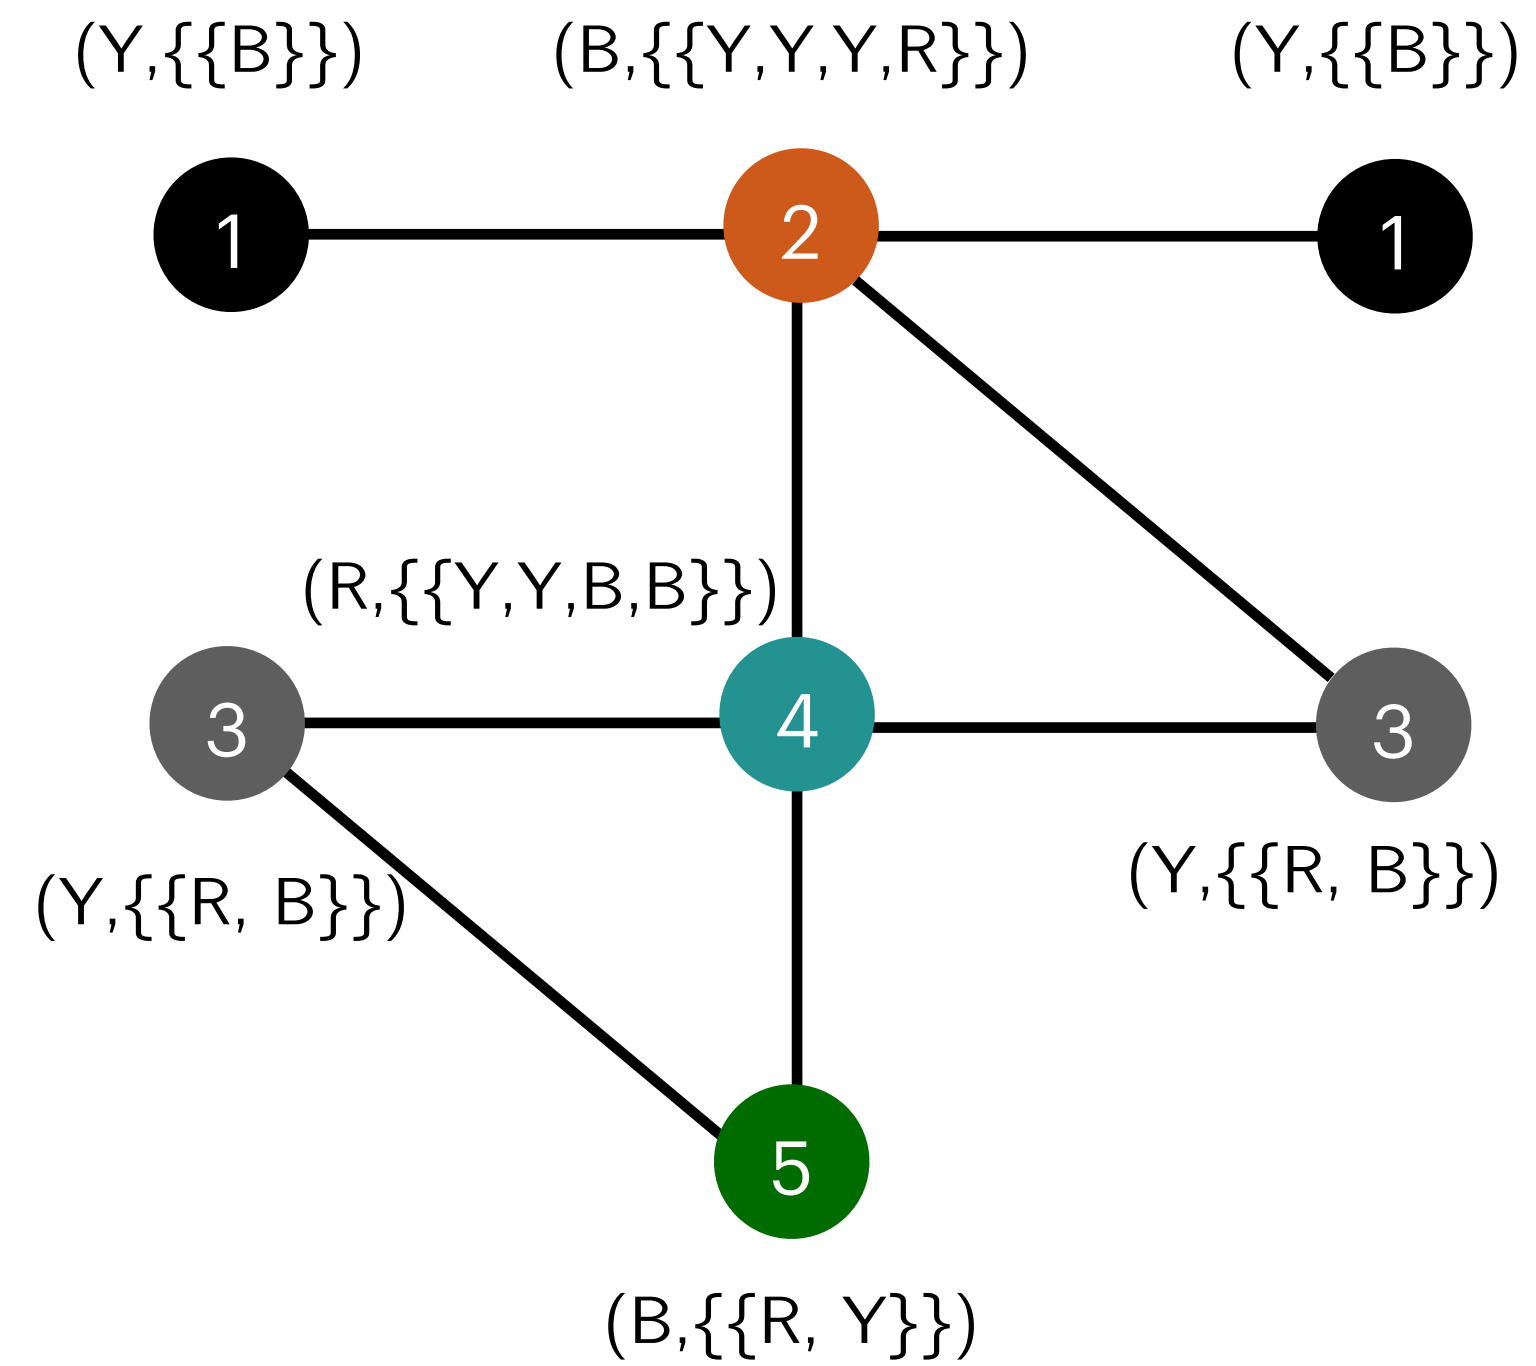 (Y,{{B}}) (B,{{Y,Y,Y,R}}) (Y,{{B}})
1 2 1
(R,{{Y,Y,B,B}})
3 4 3
(Y,{{R, B}}) (Y,{{R, B}})
5
(B,{{R, Y}})